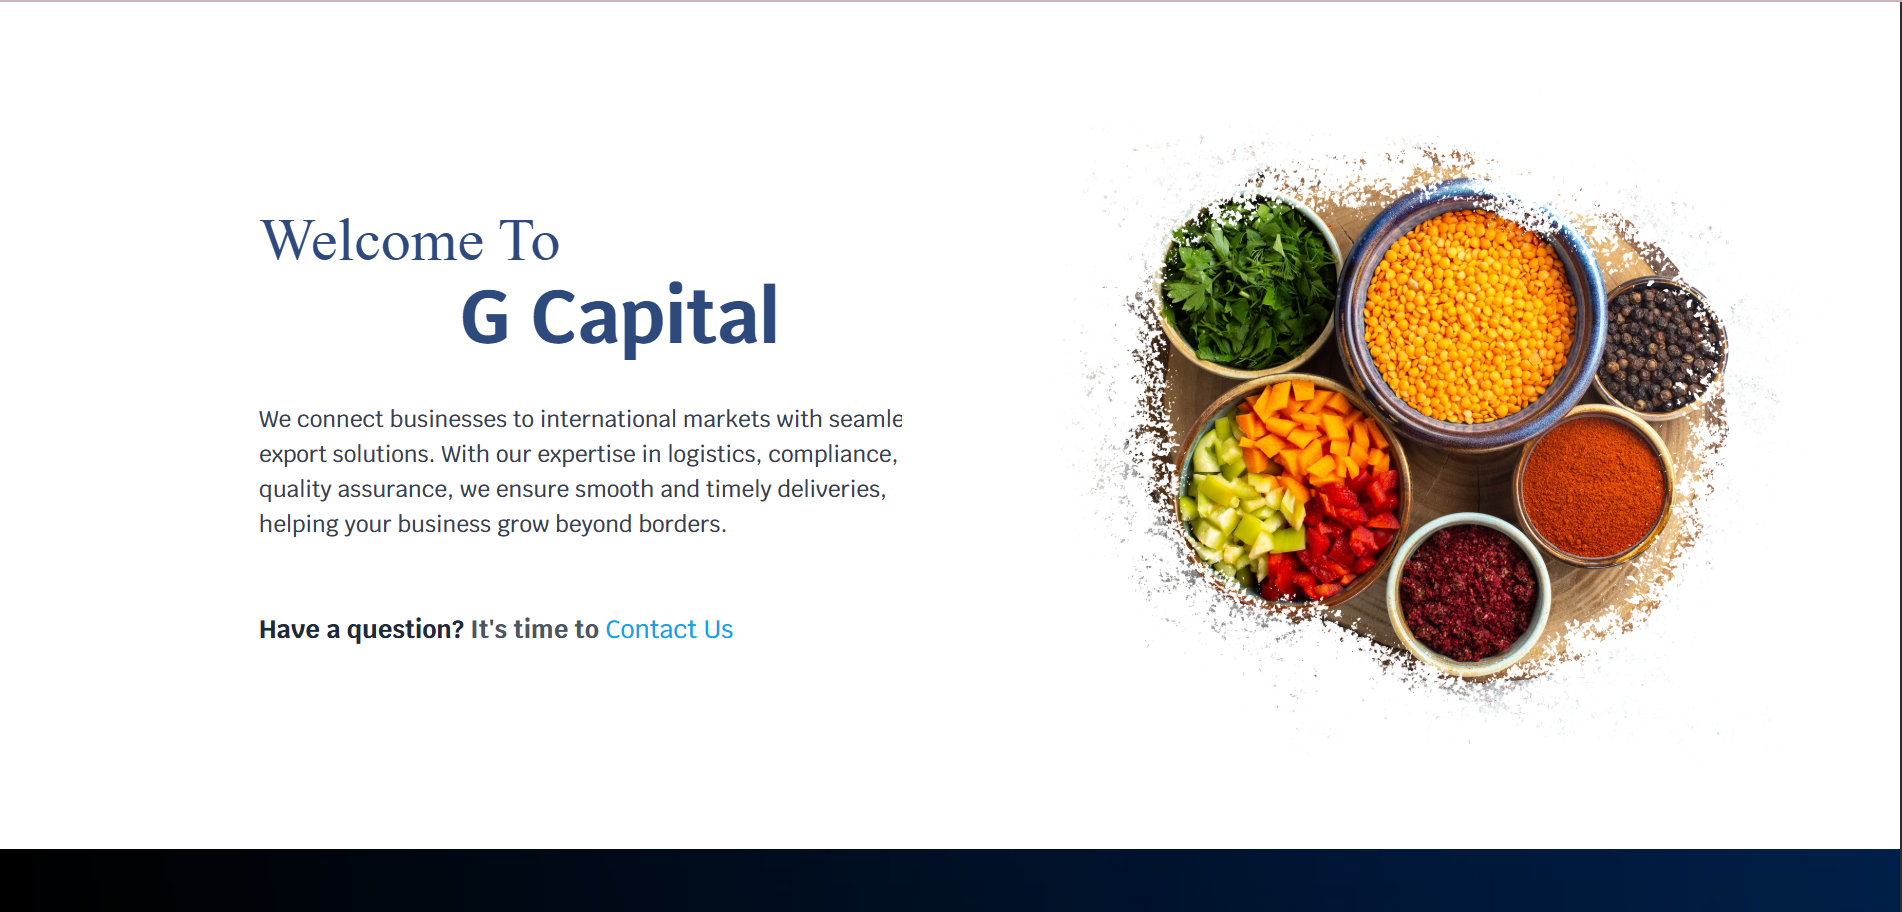 Welcome To
G Capital
We connect businesses to international markets with seamle
export solutions. With our expertise in logistics, compliance,
quality assurance, we ensure smooth and timely deliveries,
helping your business grow beyond borders.
Have a question? It's time to Contact Us